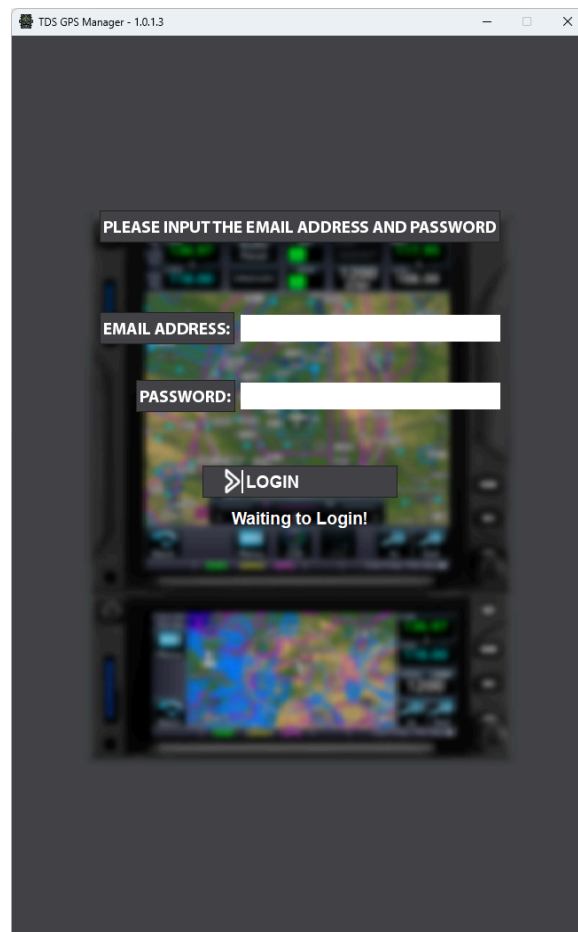 TDS GPS Manager - 1.0.1.3
PLEASE INPUT THE EMAIL ADDRESS AND PASSWORD
EMAIL ADDRESS:
PASSWORD:
LOGIN
Waiting to Login!
1200